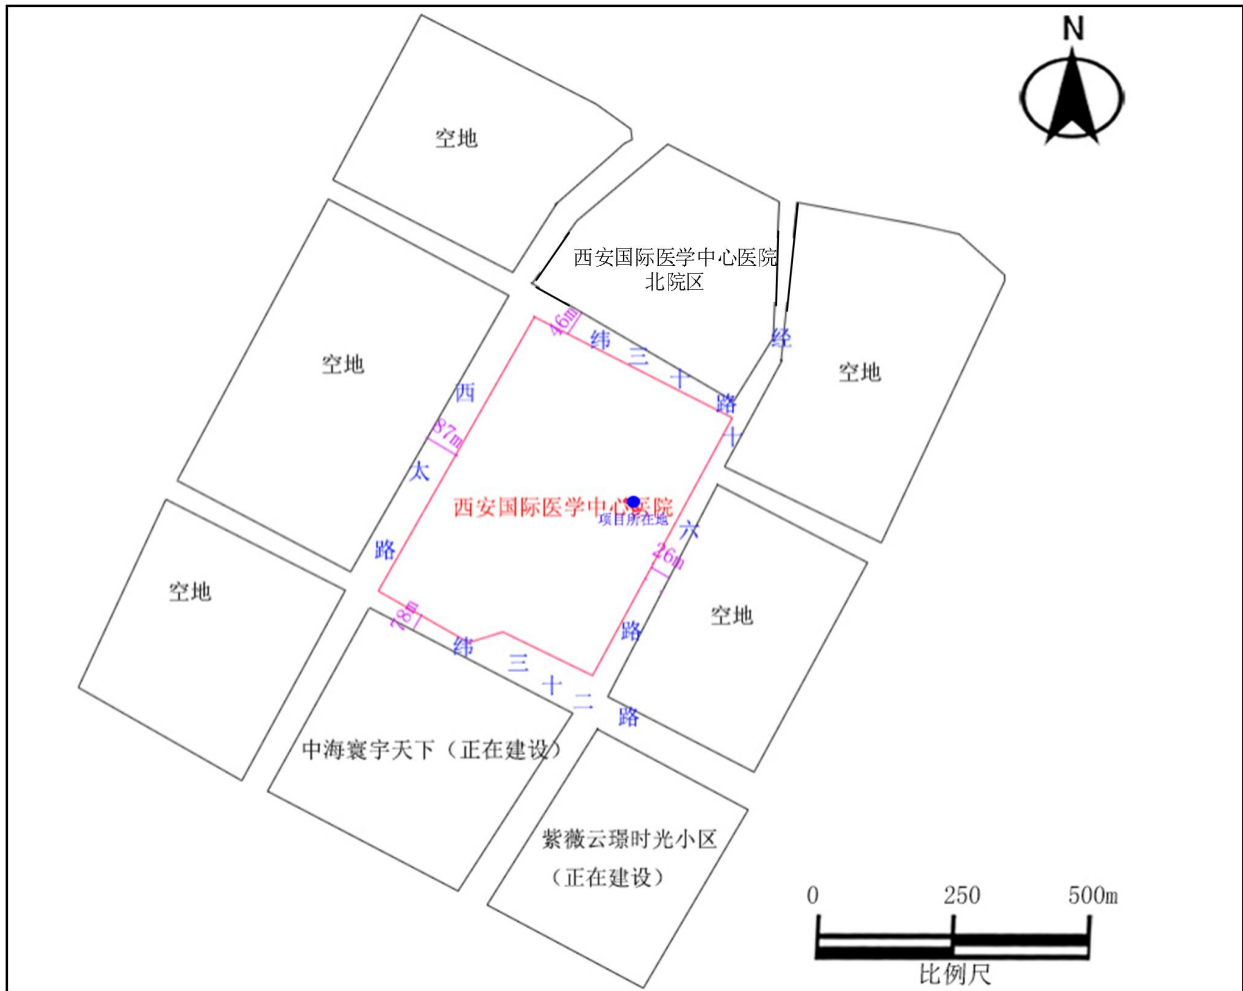 N
空地
西安国际医学中心医院
北院区
空地
空地
46m
纬三十路
西太路
87m
经十六路
西安国际医学中心医院
项目所在地
26m
空地
空地
78m
纬三十二路
中海寰宇天下（正在建设）
紫薇云璟时光小区
（正在建设）
0 250 500m
比例尺